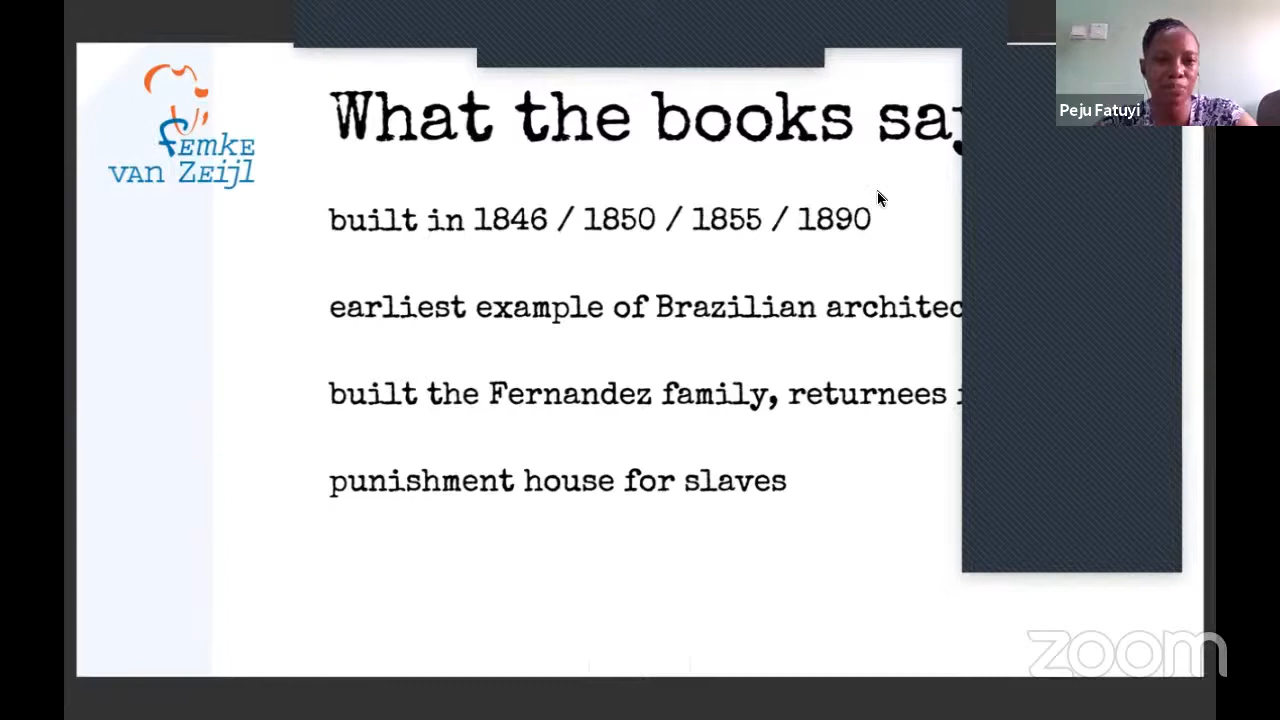 Peju Fatuyi
Femke
van Zeijl
What the books say
built in 1846 / 1850 / 1855 / 1890
earliest example of Brazilian architec
built the Fernandez family, returnees
punishment house for slaves
zoom